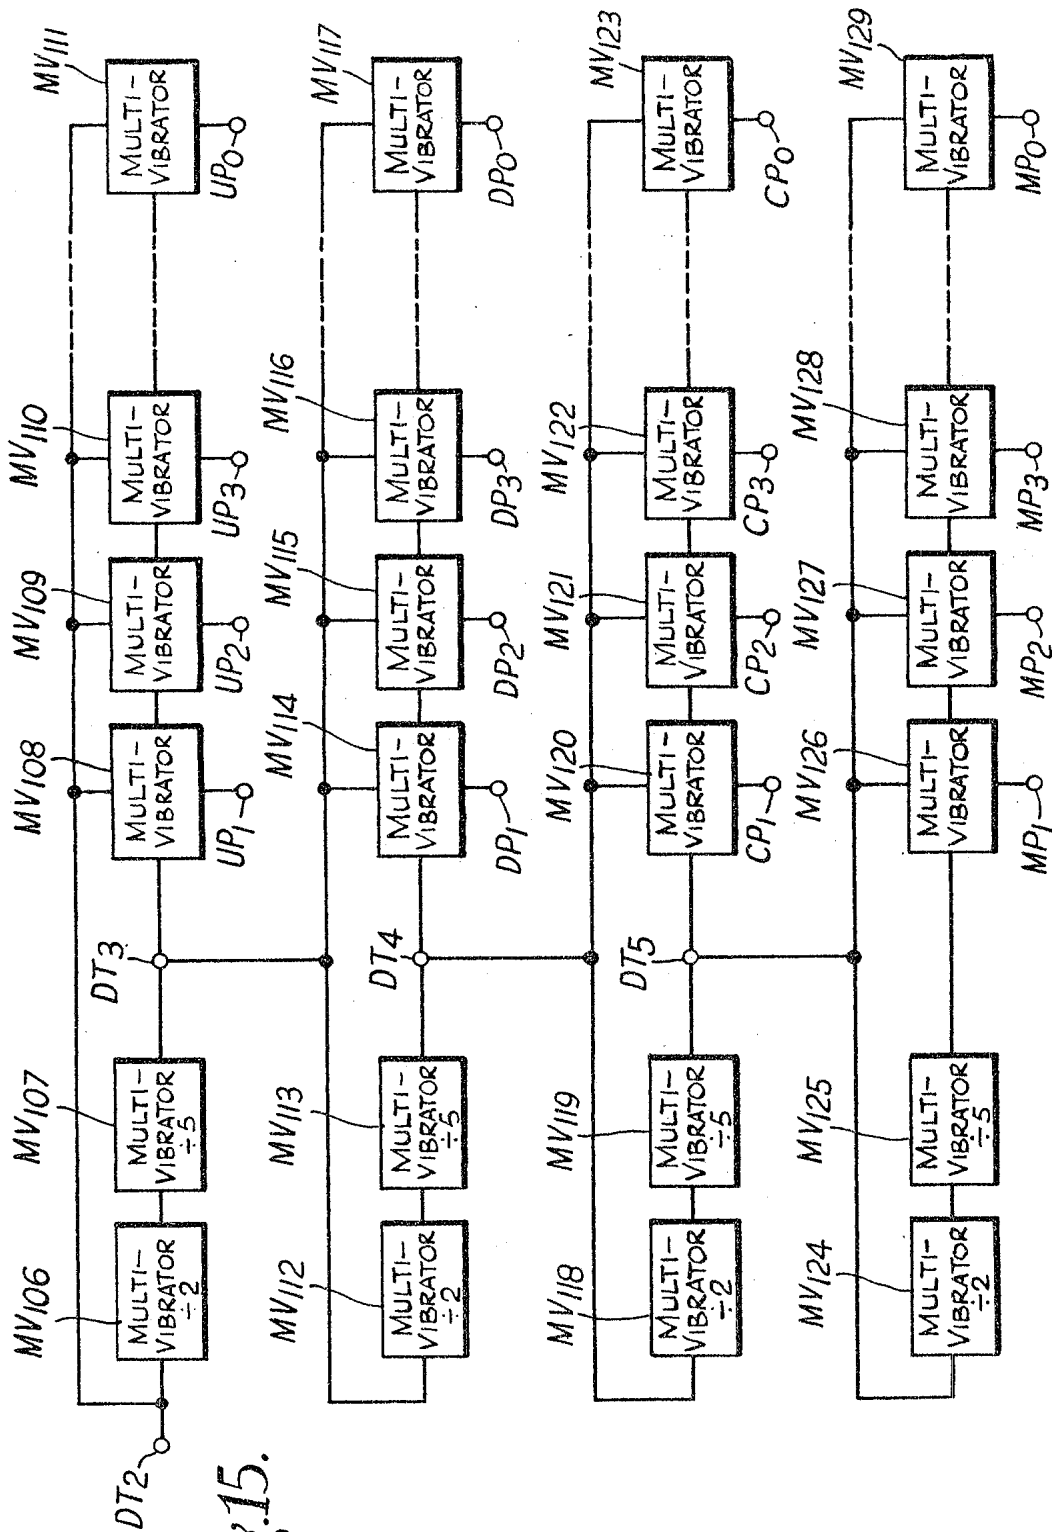 MV106
MV107
MV108
MV109
MV110
MV111
DT2
DT3
MULTI-
VIBRATOR
÷2
MULTI-
VIBRATOR
÷5
MULTI-
VIBRATOR
MULTI-
VIBRATOR
MULTI-
VIBRATOR
MULTI-
VIBRATOR
UP1
UP2
UP3
UP0
15.
MV112
MV113
MV114
MV115
MV116
MV117
DT4
MULTI-
VIBRATOR
÷2
MULTI-
VIBRATOR
÷5
MULTI-
VIBRATOR
MULTI-
VIBRATOR
MULTI-
VIBRATOR
MULTI-
VIBRATOR
DP1
DP2
DP3
DP0
MV118
MV119
MV120
MV121
MV122
MV123
DT5
MULTI-
VIBRATOR
÷2
MULTI-
VIBRATOR
÷5
MULTI-
VIBRATOR
MULTI-
VIBRATOR
MULTI-
VIBRATOR
MULTI-
VIBRATOR
CP1
CP2
CP3
CP0
MV124
MV125
MV126
MV127
MV128
MV129
MULTI-
VIBRATOR
÷2
MULTI-
VIBRATOR
÷5
MULTI-
VIBRATOR
MULTI-
VIBRATOR
MULTI-
VIBRATOR
MULTI-
VIBRATOR
MP1
MP2
MP3
MP0